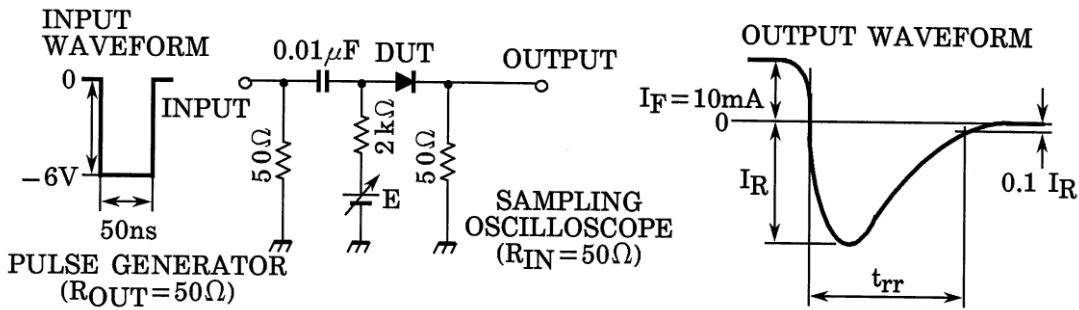 INPUT
WAVEFORM
0
-6V
50ns
PULSE GENERATOR
(ROUT=50Ω)
INPUT
0.01μF
DUT
OUTPUT
50Ω
2kΩ
E
50Ω
SAMPLING
OSCILLOSCOPE
(RIN=50Ω)
OUTPUT WAVEFORM
IF=10mA
0
IR
0.1 IR
trr